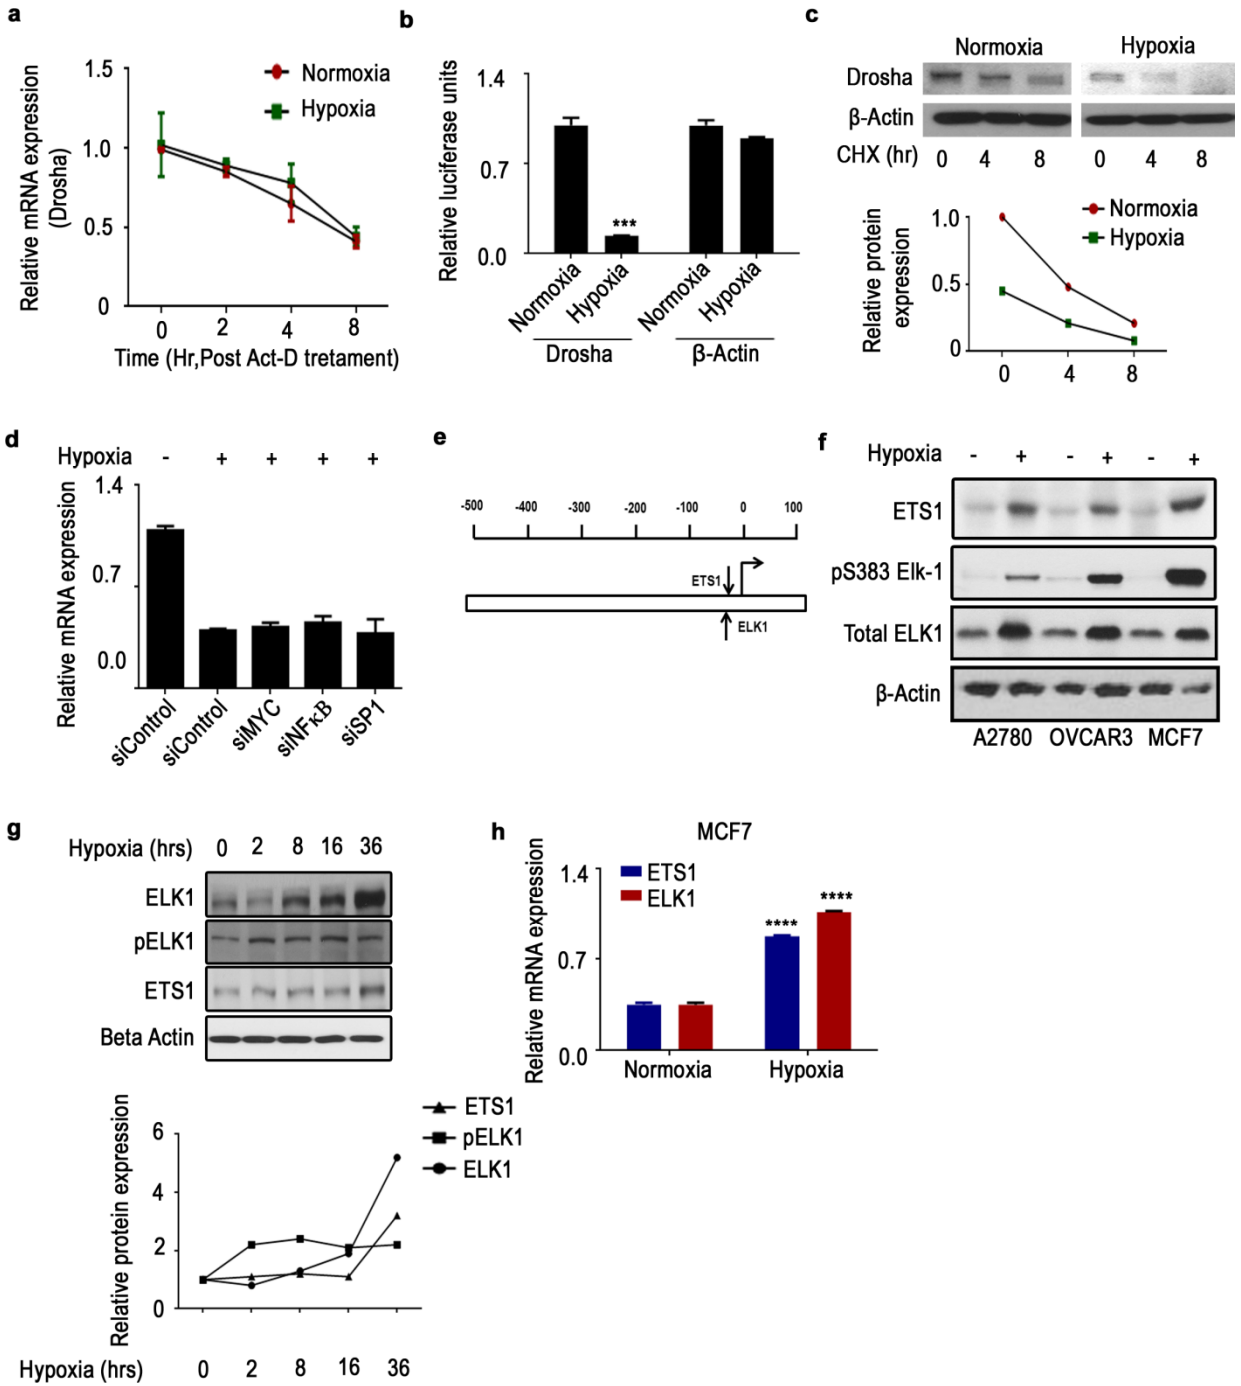 a
Relative mRNA expression
(Drosha)
1.5
1.0
0.5
0
Normoxia
Hypoxia
0 2 4 8
Time (Hr,Post Act-D tretament)
b
Relative luciferase units
1.4
0.7
0.0
***
Normoxia
Hypoxia
Normoxia
Hypoxia
Drosha
β-Actin
c
Normoxia Hypoxia
Drosha
β-Actin
CHX (hr) 0 4 8 0 4 8
Relative protein
expression
1.0
0.5
0
Normoxia
Hypoxia
0 4 8
d
Hypoxia - + + + +
Relative mRNA expression
1.4
0.7
0.0
siControl
siControl
siMYC
siNFκB
siSP1
e
-500 -400 -300 -200 -100 0 100
ETS1
ELK1
f
Hypoxia - + - + - +
ETS1
pS383 Elk-1
Total ELK1
β-Actin
A2780 OVCAR3 MCF7
g
Hypoxia (hrs) 0 2 8 16 36
ELK1
pELK1
ETS1
Beta Actin
Relative protein expression
6
4
2
0
ETS1
pELK1
ELK1
Hypoxia (hrs) 0 2 8 16 36
h
MCF7
Relative mRNA expression
1.4
0.7
0.0
ETS1
ELK1
**** ****
Normoxia Hypoxia